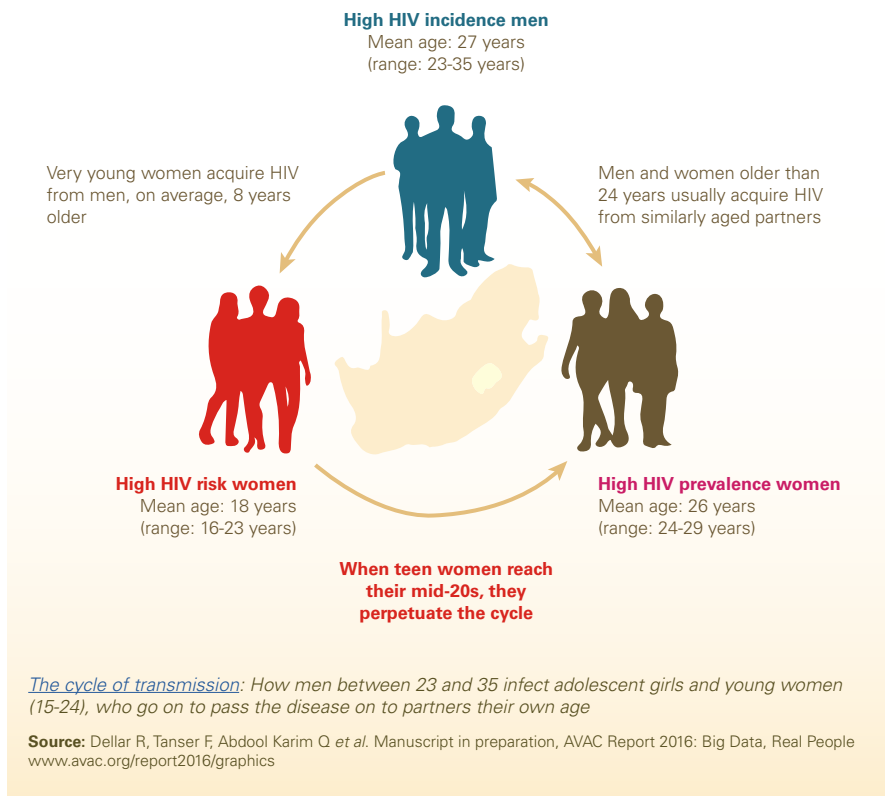 High HIV incidence men
Mean age: 27 years
(range: 23-35 years)
Very young women acquire HIV
from men, on average, 8 years
older
Men and women older than
24 years usually acquire HIV
from similarly aged partners
High HIV risk women
Mean age: 18 years
(range: 16-23 years)
High HIV prevalence women
Mean age: 26 years
(range: 24-29 years)
When teen women reach
their mid-20s, they
perpetuate the cycle
The cycle of transmission: How men between 23 and 35 infect adolescent girls and young women
(15-24), who go on to pass the disease on to partners their own age
Source: Dellar R, Tanser F, Abdool Karim Q et al. Manuscript in preparation, AVAC Report 2016: Big Data, Real People
www.avac.org/report2016/graphics